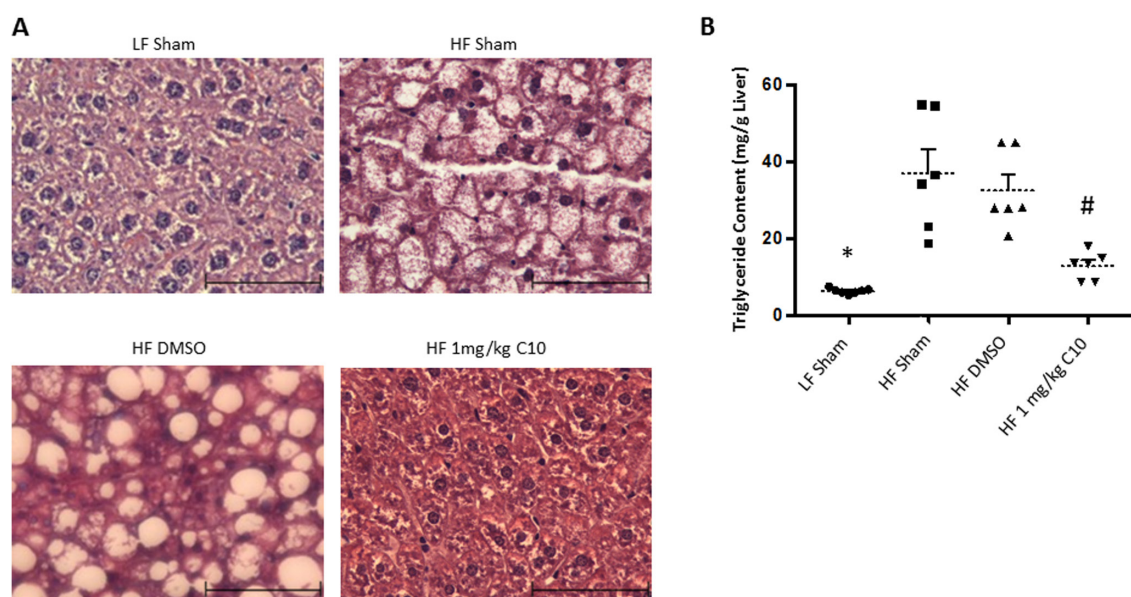 A
LF Sham
HF Sham
HF DMSO
HF 1mg/kg C10
B
Triglyceride Content (mg/g Liver)
60
40
20
0
*
#
LF Sham
HF Sham
HF DMSO
HF 1 mg/kg C10